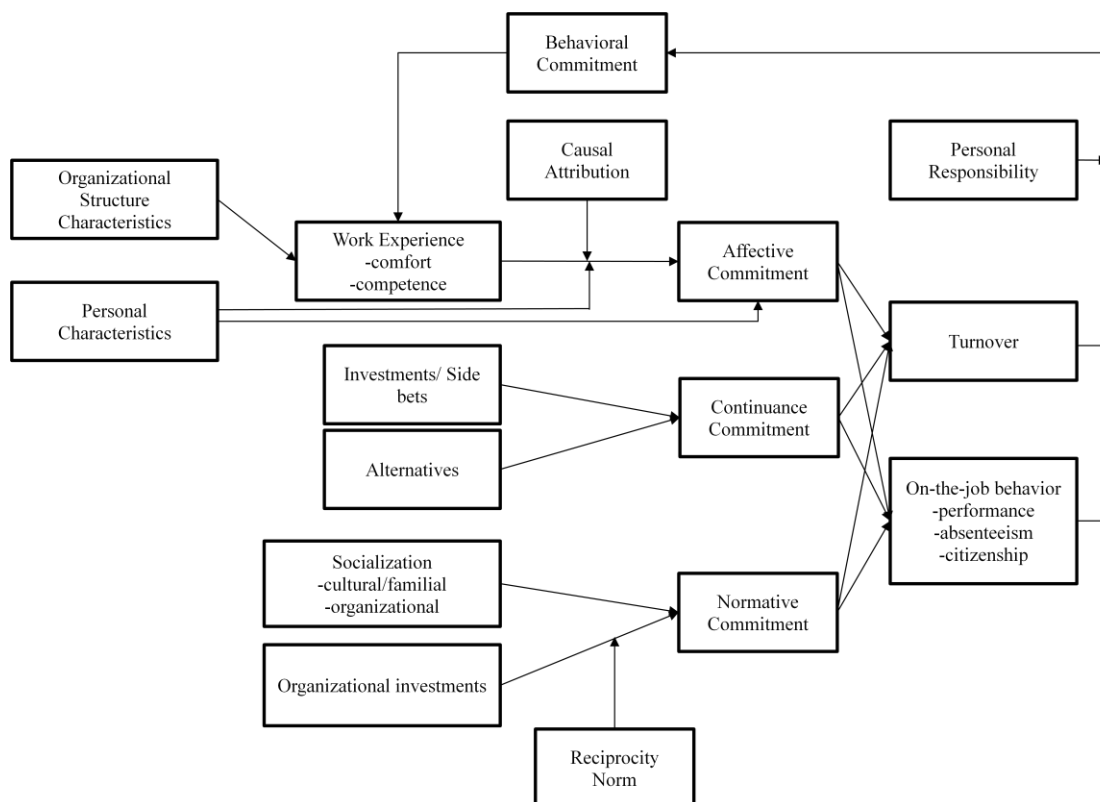 Behavioral
Commitment
Causal
Attribution
Personal
Responsibility
Organizational
Structure
Characteristics
Work Experience
-comfort
-competence
Affective
Commitment
Personal
Characteristics
Turnover
Investments/ Side
bets
Continuance
Commitment
Alternatives
On-the-job behavior
-performance
-absenteeism
-citizenship
Socialization
-cultural/familial
-organizational
Normative
Commitment
Organizational investments
Reciprocity
Norm